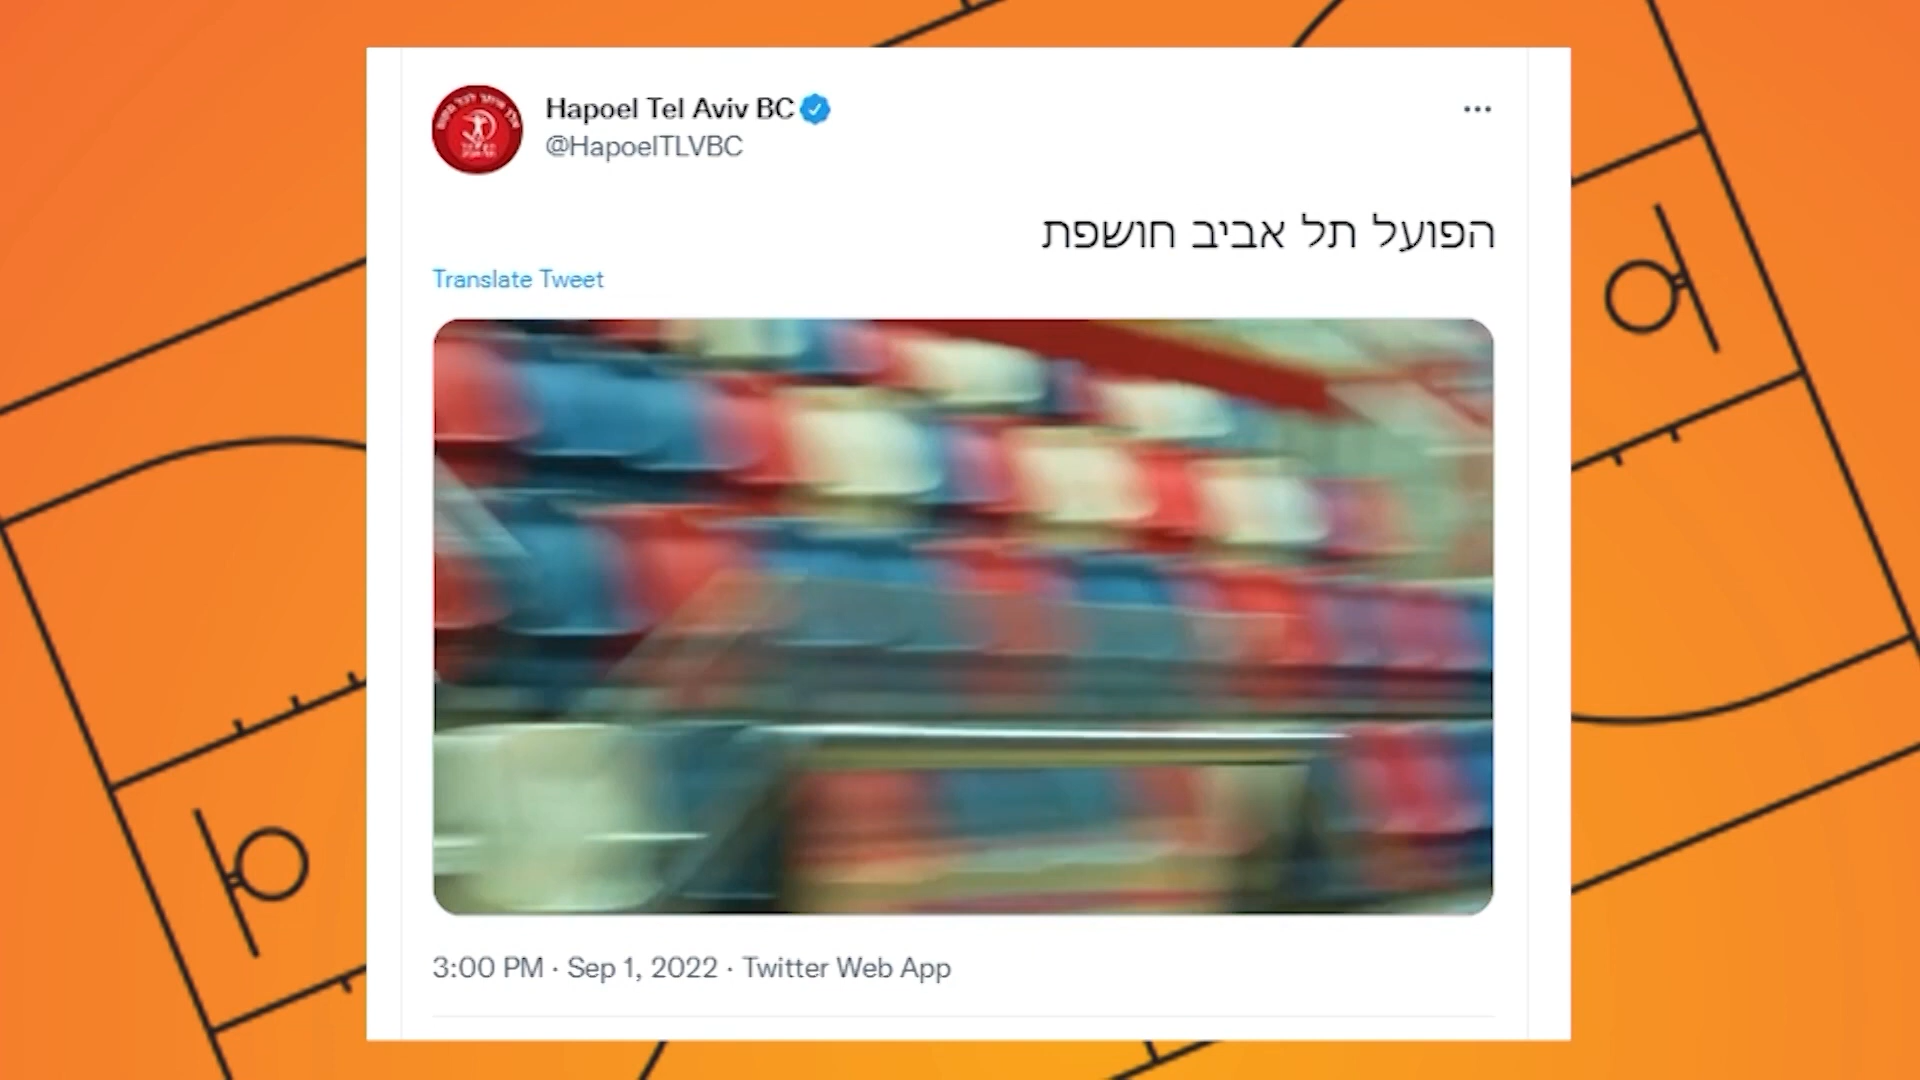 Hapoel Tel Aviv BC
@HapoelTLVBC
הפועל תל אביב חושפת
Translate Tweet
3:00 PM · Sep 1, 2022 · Twitter Web App